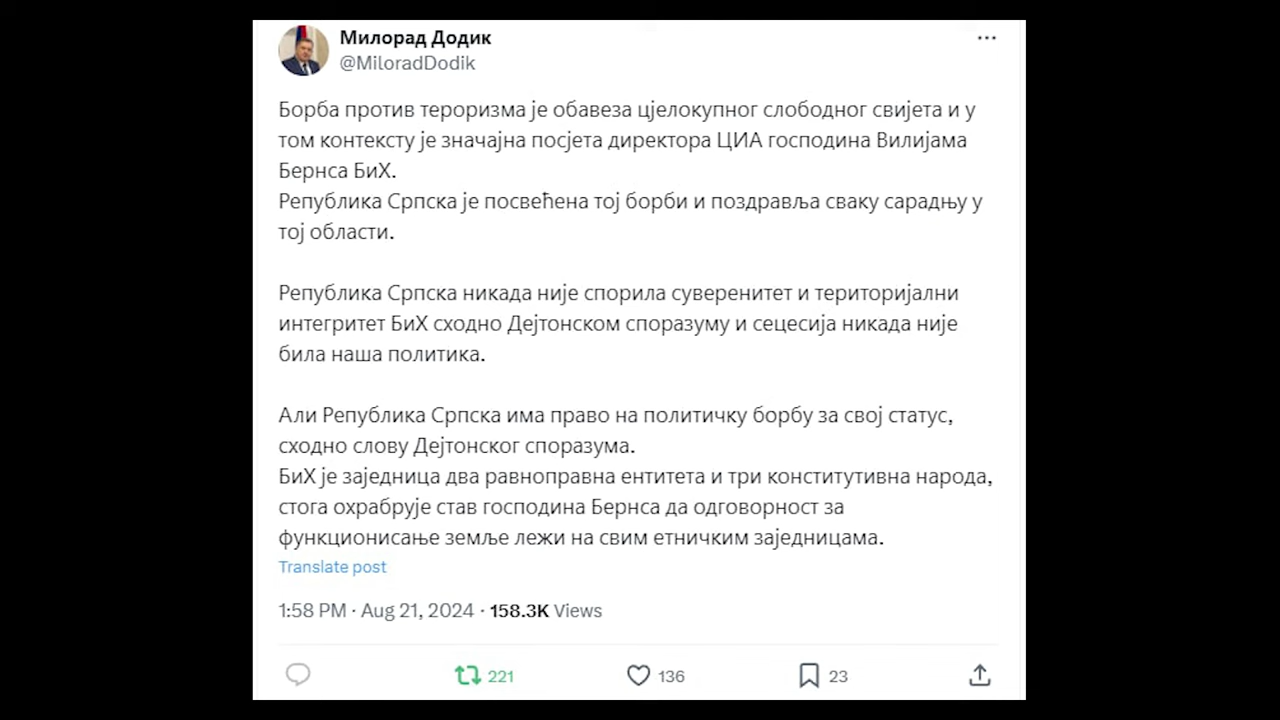 Милорад Додик
@MiloradDodik
Борба против тероризма је обавеза цјелокупног слободног свијета и у
том контексту је значајна посјета директора ЦИА господина Вилијама
Бернса БиХ.
Република Српска је посвећена тој борби и поздравља сваку сарадњу у
тој области.
Република Српска никада није спорила суверенитет и територијални
интегритет БиХ сходно Дејтонском споразуму и сецесија никада није
била наша политика.
Али Република Српска има право на политичку борбу за свој статус,
сходно слову Дејтонског споразума.
БиХ је заједница два равноправна ентитета и три конститутивна народа,
стога охрабрује став господина Бернса да одговорност за
функционисање земље лежи на свим етничким заједницама.
Translate post
1:58 PM · Aug 21, 2024 · 158.3K Views
221 136 23